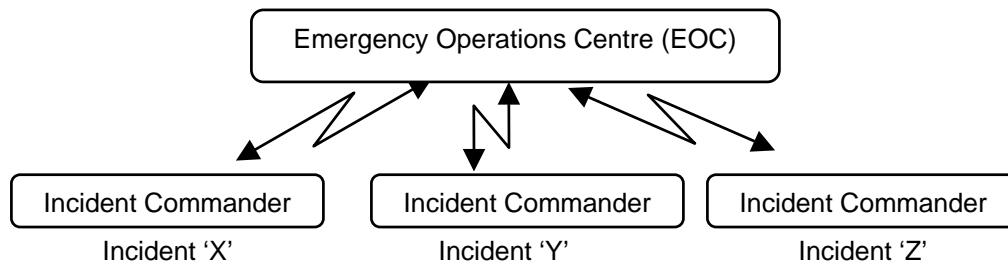 Emergency Operations Centre (EOC)
Incident Commander
Incident Commander
Incident Commander
Incident ‘X’
Incident ‘Y’
Incident ‘Z’